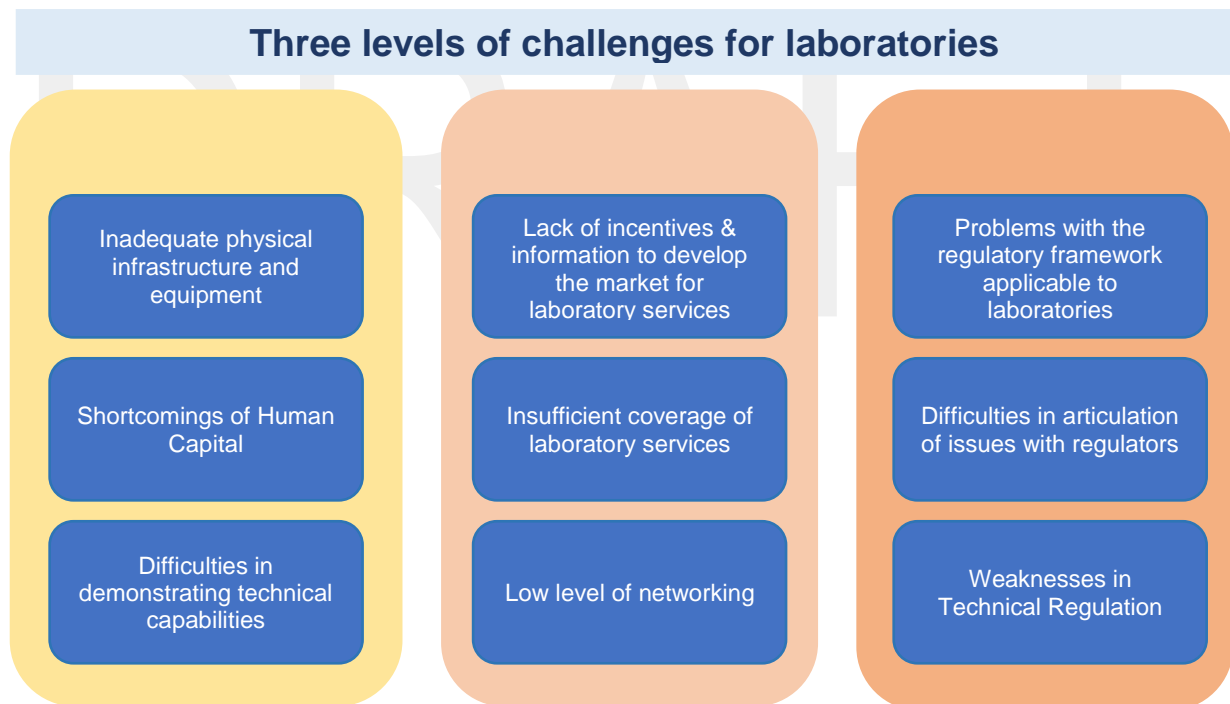 Three levels of challenges for laboratories
Inadequate physical
infrastructure and
equipment
Shortcomings of Human
Capital
Difficulties in
demonstrating technical
capabilities
Lack of incentives &
information to develop
the market for
laboratory services
Insufficient coverage of
laboratory services
Low level of networking
Problems with the
regulatory framework
applicable to
laboratories
Difficulties in articulation
of issues with regulators
Weaknesses in
Technical Regulation